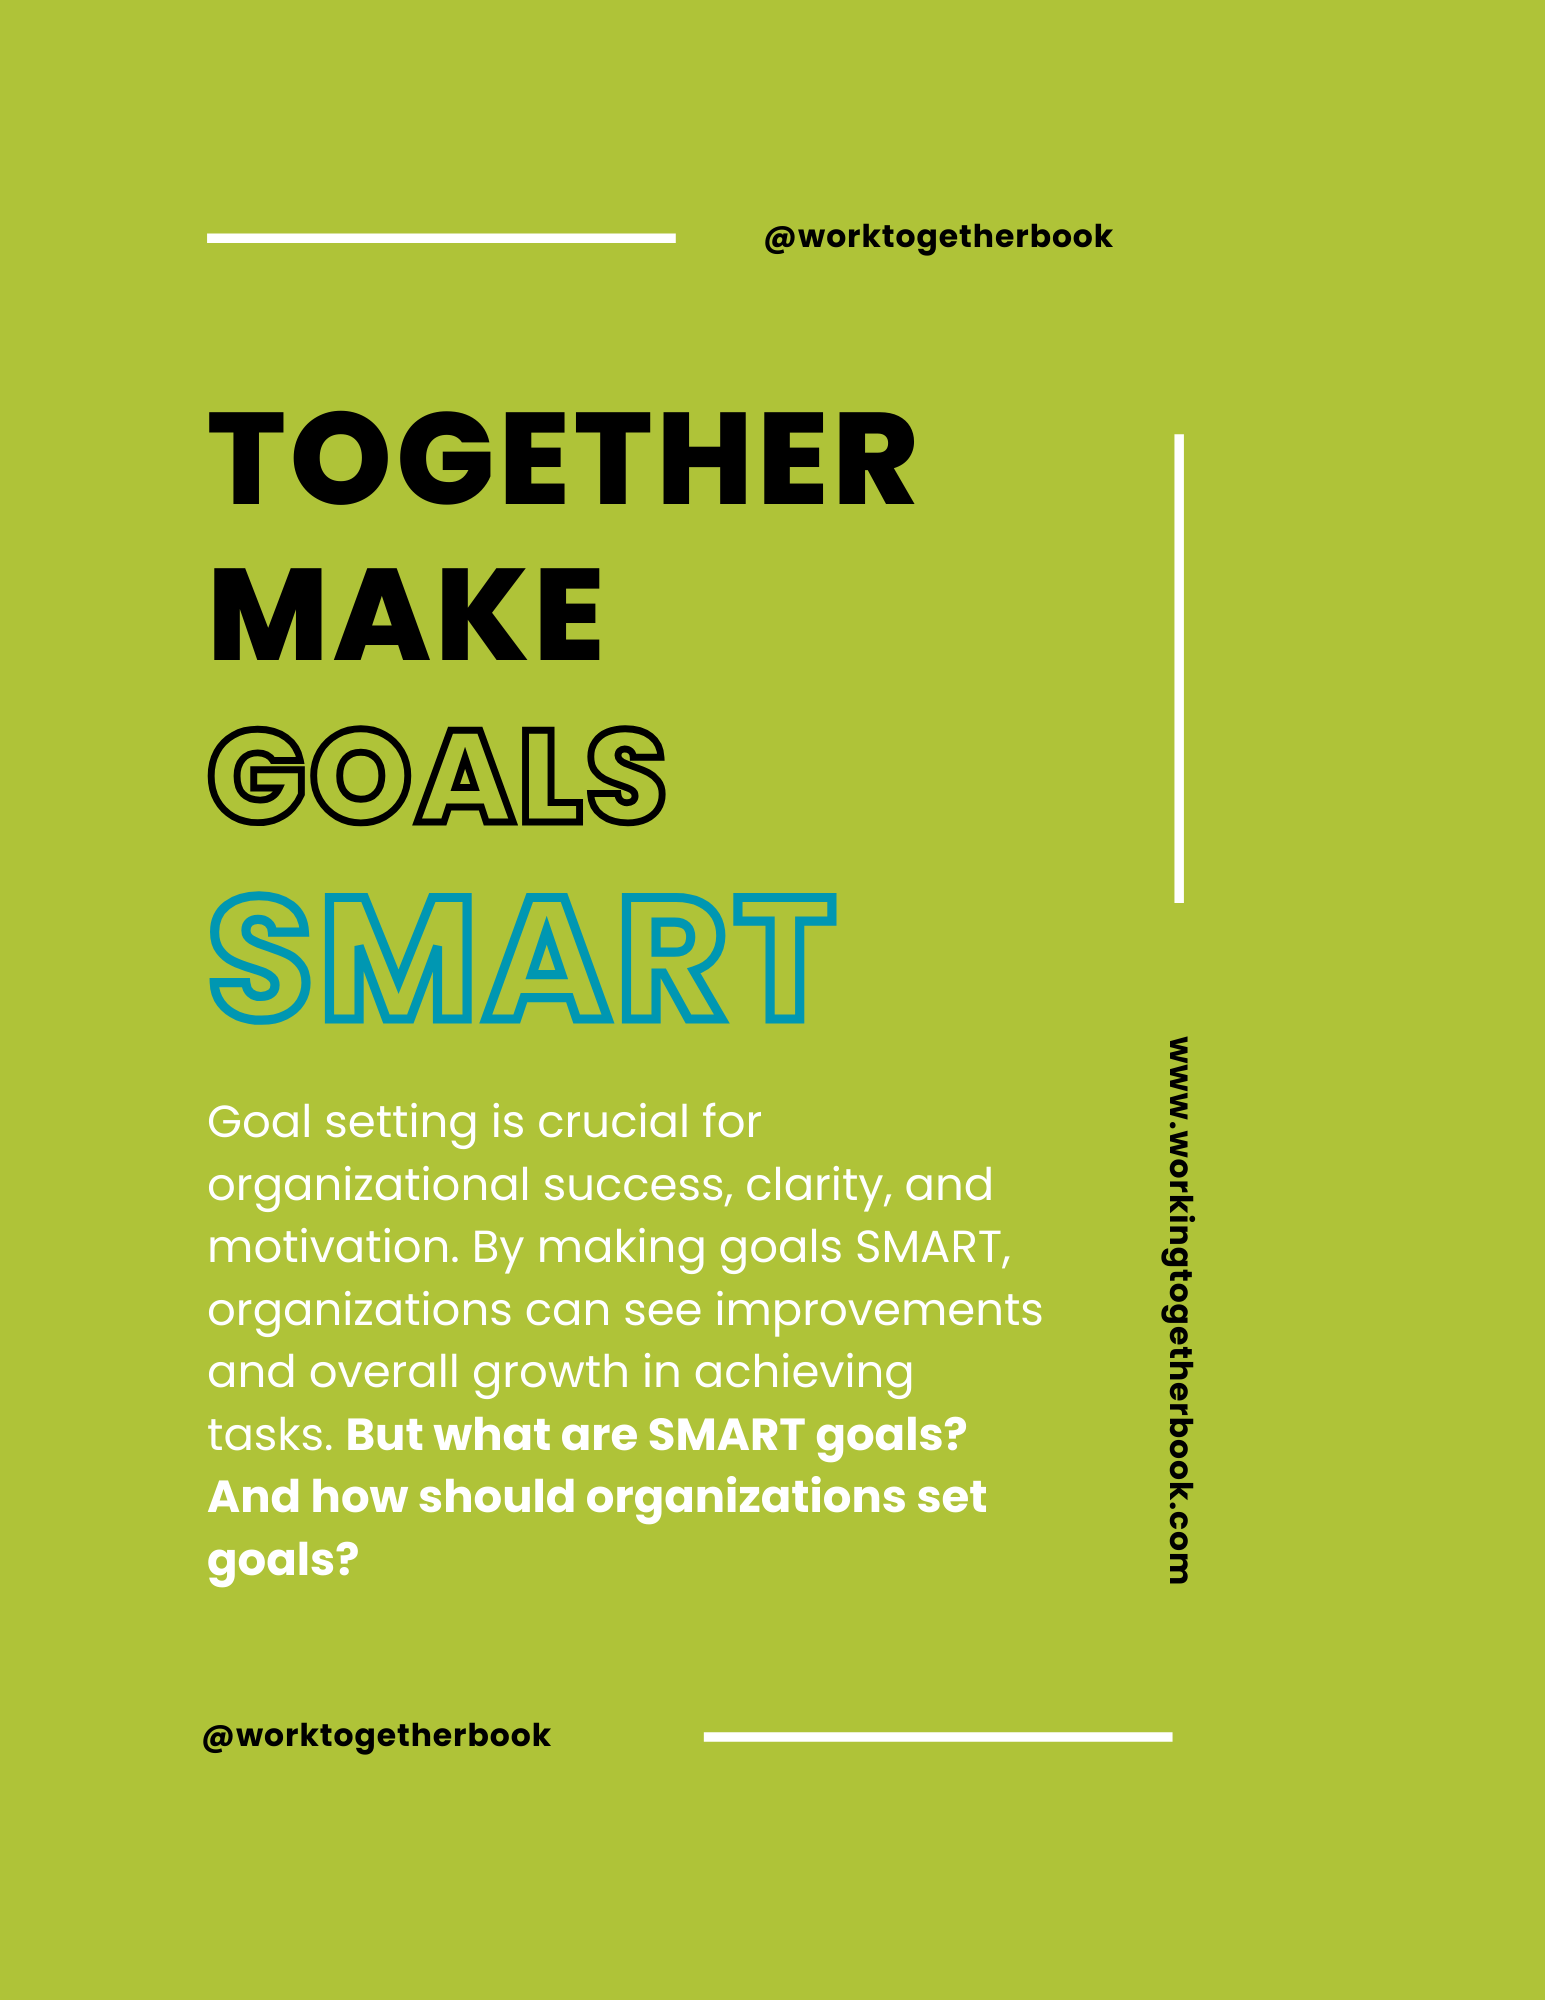 @worktogetherbook
TOGETHER
MAKE
GOALS
SMART
Goal setting is crucial for
organizational success, clarity, and
motivation. By making goals SMART,
organizations can see improvements
and overall growth in achieving
tasks. But what are SMART goals?
And how should organizations set
goals?
www.workingtogetherbook.com
@worktogetherbook